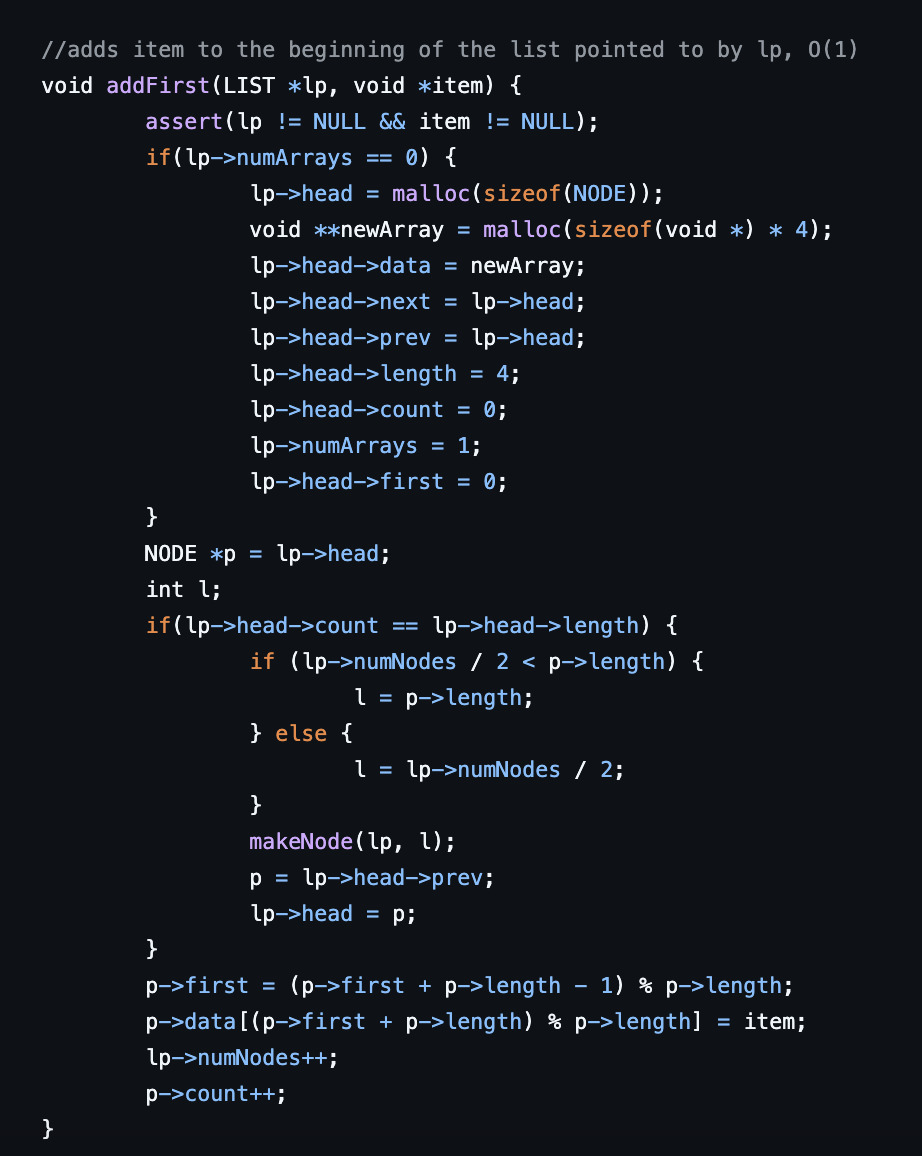 //adds item to the beginning of the list pointed to by lp, O(1)
void addFirst(LIST *lp, void *item) {
        assert(lp != NULL && item != NULL);
        if(lp->numArrays == 0) {
                lp->head = malloc(sizeof(NODE));
                void **newArray = malloc(sizeof(void *) * 4);
                lp->head->data = newArray;
                lp->head->next = lp->head;
                lp->head->prev = lp->head;
                lp->head->length = 4;
                lp->head->count = 0;
                lp->numArrays = 1;
                lp->head->first = 0;
        }
        NODE *p = lp->head;
        int l;
        if(lp->head->count == lp->head->length) {
                if (lp->numNodes / 2 < p->length) {
                        l = p->length;
                } else {
                        l = lp->numNodes / 2;
                }
                makeNode(lp, l);
                p = lp->head->prev;
                lp->head = p;
        }
        p->first = (p->first + p->length - 1) % p->length;
        p->data[(p->first + p->length) % p->length] = item;
        lp->numNodes++;
        p->count++;
}